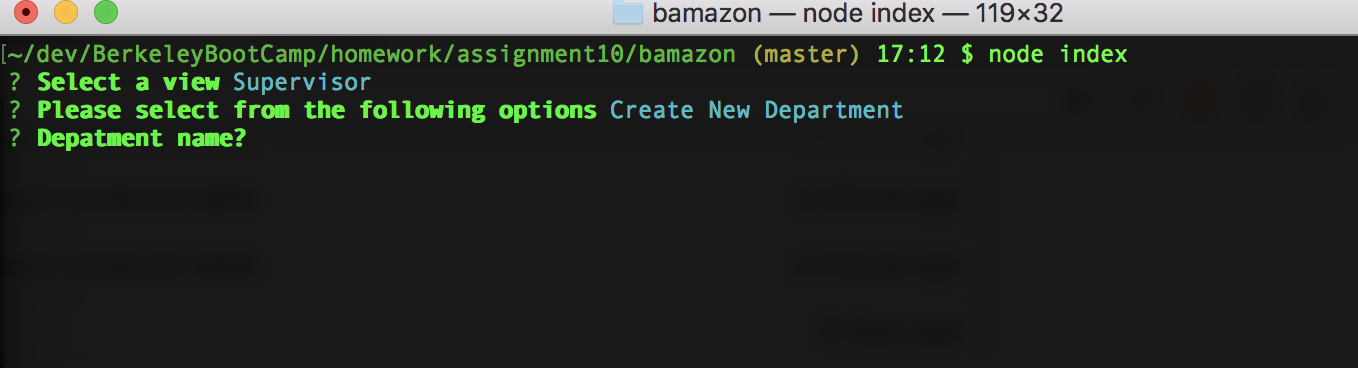 bamazon — node index — 119×32
[~/dev/BerkeleyBootCamp/homework/assignment10/bamazon (master) 17:12 $ node index
? Select a view Supervisor
? Please select from the following options Create New Department
? Depatment name?